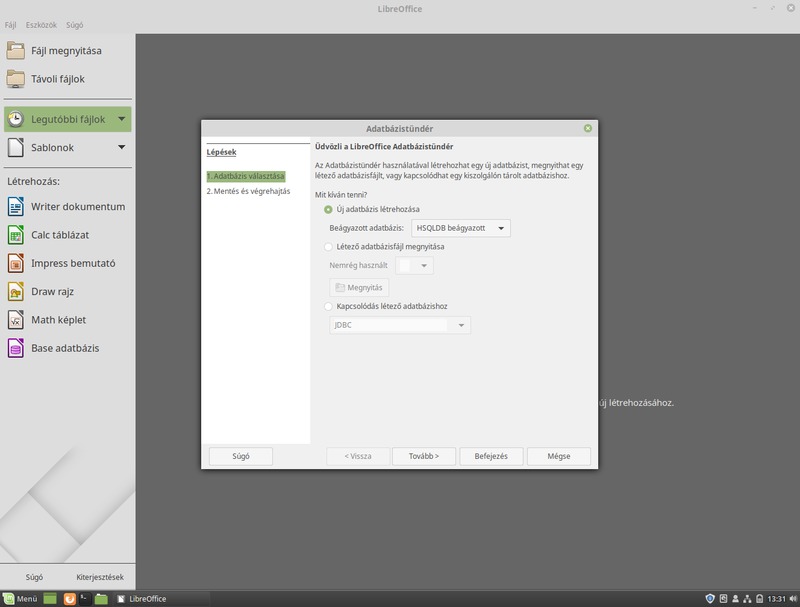 LibreOffice
Fájl Eszközök Súgó
Fájl megnyitása
Távoli fájlok
Legutóbbi fájlok
Sablonok
Létrehozás:
Writer dokumentum
Calc táblázat
Impress bemutató
Draw rajz
Math képlet
Base adatbázis
Súgó Kiterjesztések
Adatbázistündér
Lépések
1. Adatbázis választása
2. Mentés és végrehajtás
Üdvözli a LibreOffice Adatbázistündér
Az Adatbázistündér használatával létrehozhat egy új adatbázist, megnyithat egy
létező adatbázisfájlt, vagy kapcsolódhat egy kiszolgálón tárolt adatbázishoz.
Mit kíván tenni?
Új adatbázis létrehozása
Beágyazott adatbázis: HSQLDB beágyazott
Létező adatbázisfájl megnyitása
Nemrég használt
Megnyitás
Kapcsolódás létező adatbázishoz
JDBC
Súgó < Vissza Tovább > Befejezés Mégse
új létrehozásához.
Menü LibreOffice 13:31